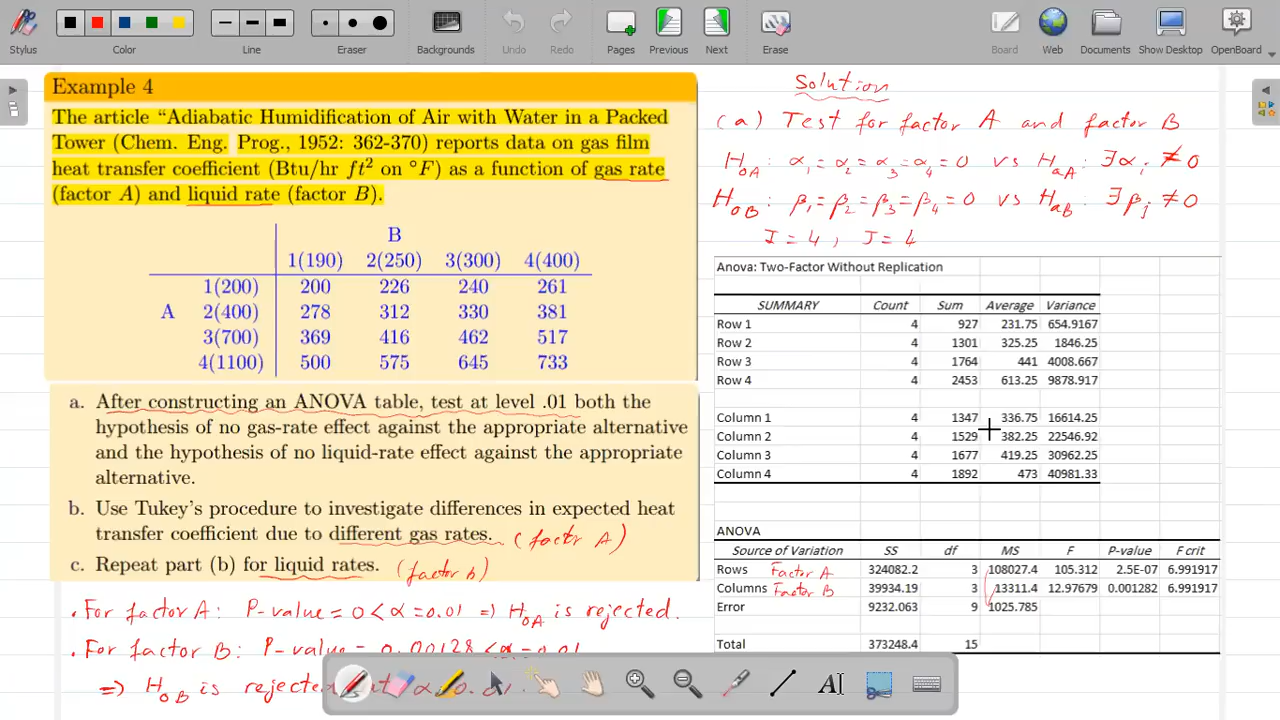 Stylus Color Line Eraser Backgrounds Undo Redo Pages Previous Next Erase Board Web Documents Show Desktop OpenBoard
Example 4
The article “Adiabatic Humidification of Air with Water in a Packed
Tower (Chem. Eng. Prog., 1952: 362-370) reports data on gas film
heat transfer coefficient (Btu/hr ft² on °F) as a function of gas rate
(factor A) and liquid rate (factor B).
B
1(190) 2(250) 3(300) 4(400)
1(200) 200 226 240 261
A 2(400) 278 312 330 381
3(700) 369 416 462 517
4(1100) 500 575 645 733
a. After constructing an ANOVA table, test at level .01 both the
hypothesis of no gas-rate effect against the appropriate alternative
and the hypothesis of no liquid-rate effect against the appropriate
alternative.
b. Use Tukey's procedure to investigate differences in expected heat
transfer coefficient due to different gas rates. (factor A)
c. Repeat part (b) for liquid rates. (factor b)
• For factor A: P-value = 0 < α = 0.01 ⇒ H₀A is rejected.
• For factor B: P-value = 0.00128 < α = 0.01
⇒ H₀B is rejected at α = 0.01.
Solution
(a) Test for factor A and factor B
H₀A: α₁ = α₂ = α₃ = α₄ = 0 vs HaA: ∃ αi ≠ 0
H₀B: β₁ = β₂ = β₃ = β₄ = 0 vs HaB: ∃ βj ≠ 0
I = 4, J = 4
Anova: Two-Factor Without Replication
SUMMARY Count Sum Average Variance
Row 1 4 927 231.75 654.9167
Row 2 4 1301 325.25 1846.25
Row 3 4 1764 441 4008.667
Row 4 4 2453 613.25 9878.917
Column 1 4 1347 336.75 16614.25
Column 2 4 1529 382.25 22546.92
Column 3 4 1677 419.25 30962.25
Column 4 4 1892 473 40981.33
ANOVA
Source of Variation SS df MS F P-value F crit
Rows Factor A 324082.2 3 108027.4 105.312 2.5E-07 6.991917
Columns Factor B 39934.19 3 13311.4 12.97679 0.001282 6.991917
Error 9232.063 9 1025.785
Total 373248.4 15